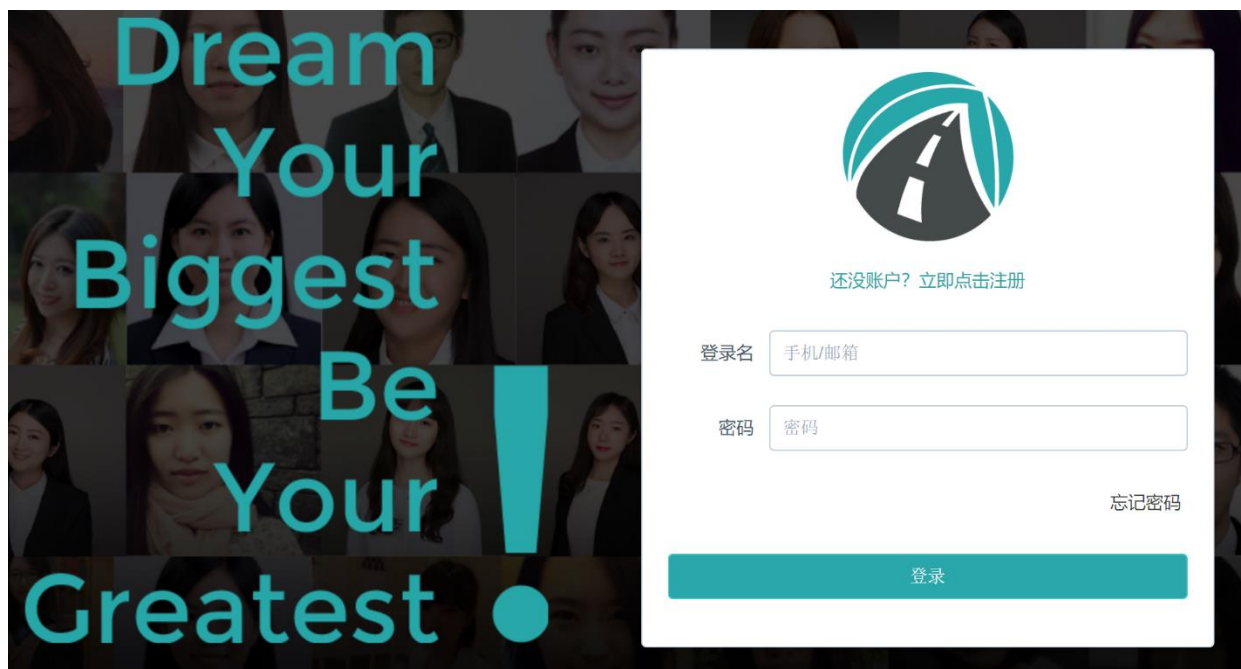 Dream
Your
Biggest
Be
Your
Greatest !
还没账户？立即点击注册
登录名 手机/邮箱
密码 密码
忘记密码
登录